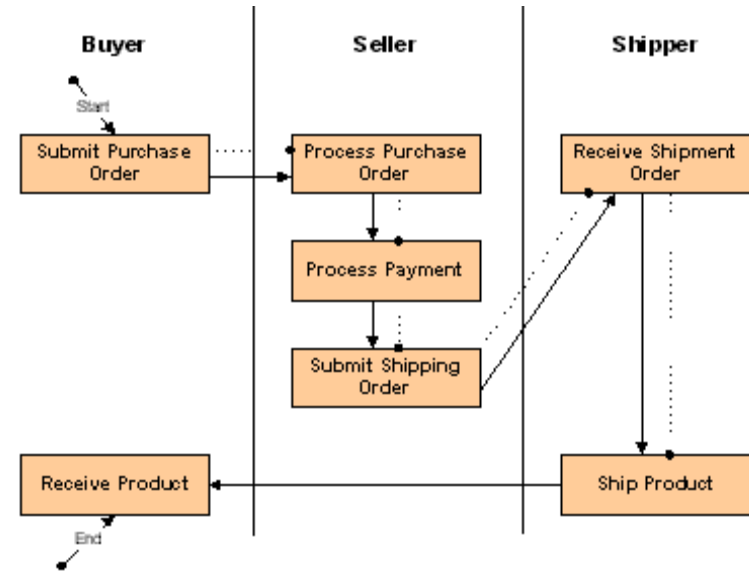 Buyer
Seller
Shipper
Start
Submit Purchase
Order
Process Purchase
Order
Receive Shipment
Order
Process Payment
Submit Shipping
Order
Receive Product
Ship Product
End